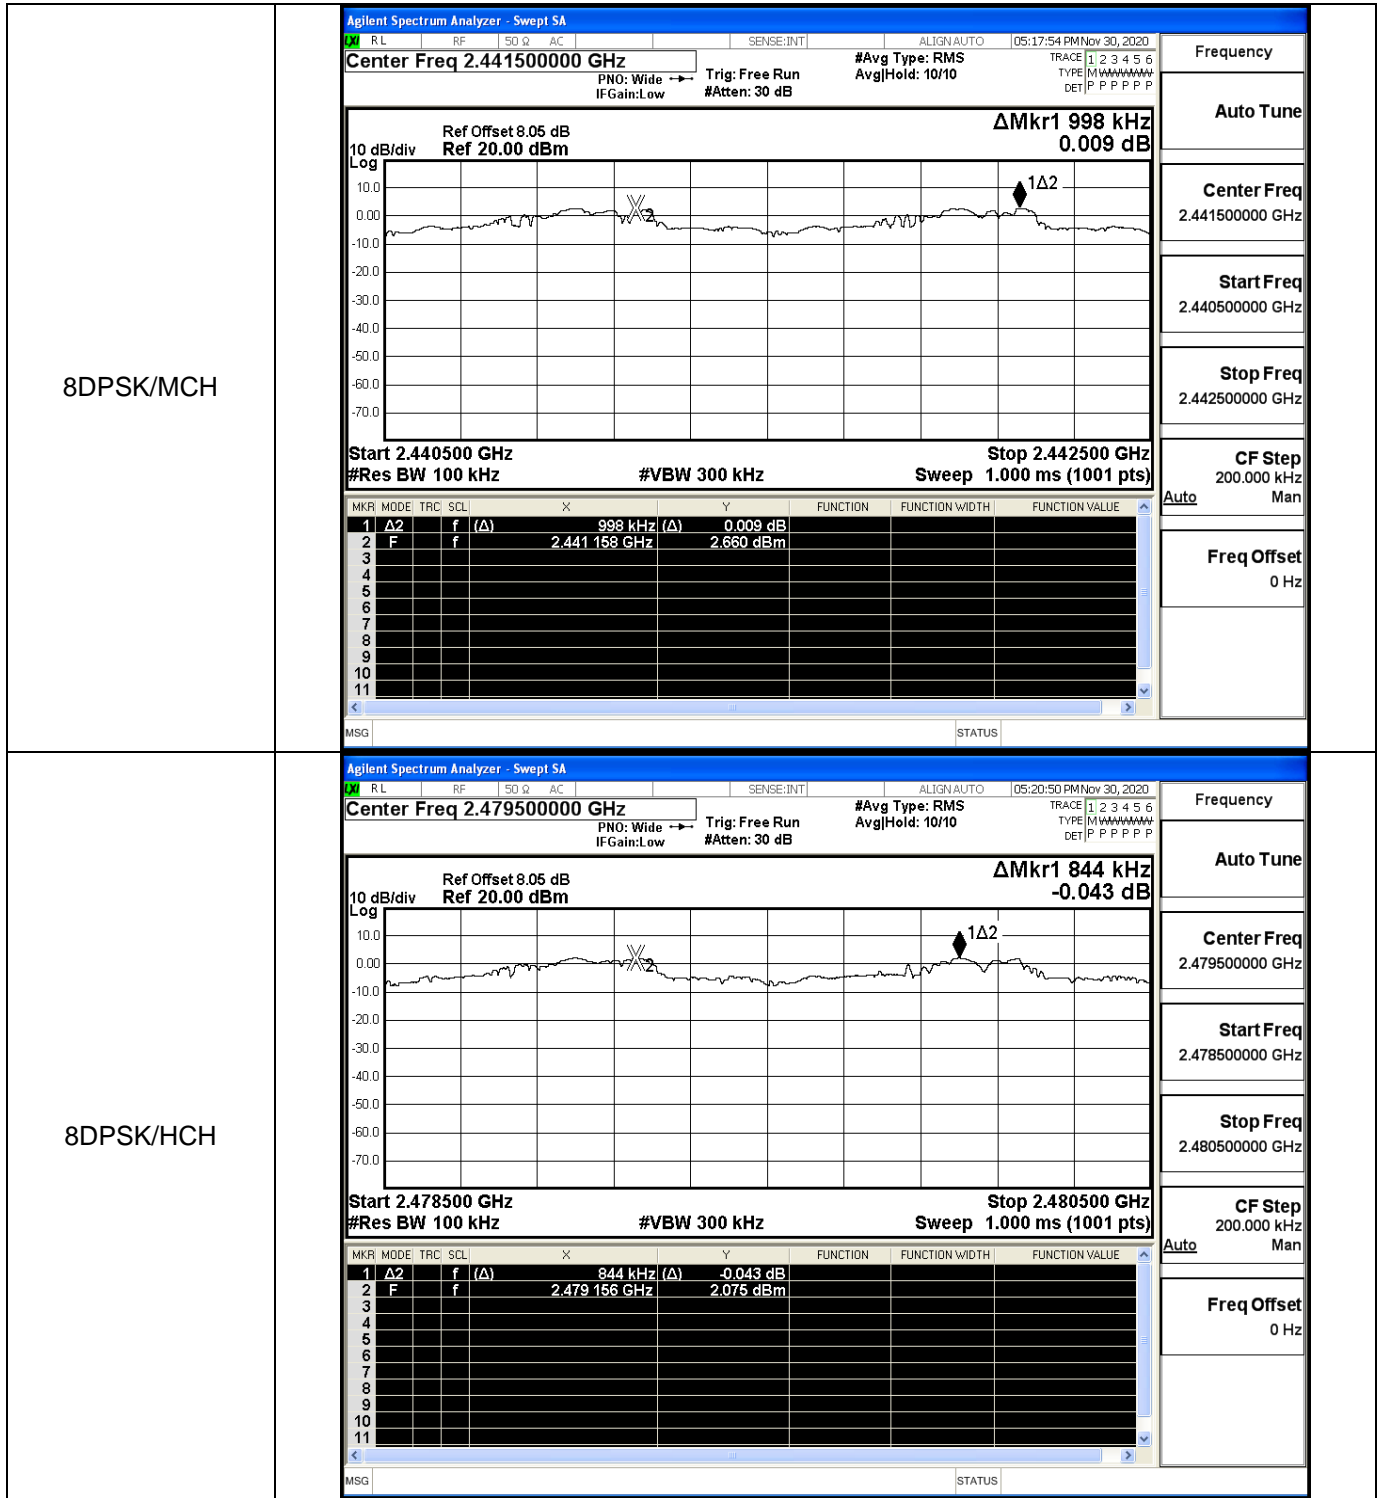 8DPSK/MCH
Agilent Spectrum Analyzer - Swept SA
LXI RL RF 50 Ω AC SENSE:INT ALIGN AUTO 05:17:54 PM Nov 30, 2020
Center Freq 2.441500000 GHz
PNO: Wide
IFGain:Low
Trig: Free Run
#Atten: 30 dB
#Avg Type: RMS
Avg|Hold: 10/10
TRACE 1 2 3 4 5 6
TYPE M WWWWW
DET P P P P P P
ΔMkr1 998 kHz
0.009 dB
Ref Offset 8.05 dB
10 dB/div Ref 20.00 dBm
Log
10.0
0.00
-10.0
-20.0
-30.0
-40.0
-50.0
-60.0
-70.0
1Δ2
2
Start 2.440500 GHz Stop 2.442500 GHz
#Res BW 100 kHz #VBW 300 kHz Sweep 1.000 ms (1001 pts)
MKR MODE TRC SCL X Y FUNCTION FUNCTION WIDTH FUNCTION VALUE
1 Δ2 f (Δ) 998 kHz (Δ) 0.009 dB
2 F f 2.441 158 GHz 2.660 dBm
3
4
5
6
7
8
9
10
11
MSG STATUS
Frequency
Auto Tune
Center Freq
2.441500000 GHz
Start Freq
2.440500000 GHz
Stop Freq
2.442500000 GHz
CF Step
200.000 kHz
Auto Man
Freq Offset
0 Hz
8DPSK/HCH
Agilent Spectrum Analyzer - Swept SA
LXI RL RF 50 Ω AC SENSE:INT ALIGN AUTO 05:20:50 PM Nov 30, 2020
Center Freq 2.479500000 GHz
PNO: Wide
IFGain:Low
Trig: Free Run
#Atten: 30 dB
#Avg Type: RMS
Avg|Hold: 10/10
TRACE 1 2 3 4 5 6
TYPE M WWWWW
DET P P P P P P
ΔMkr1 844 kHz
-0.043 dB
Ref Offset 8.05 dB
10 dB/div Ref 20.00 dBm
Log
10.0
0.00
-10.0
-20.0
-30.0
-40.0
-50.0
-60.0
-70.0
1Δ2
2
Start 2.478500 GHz Stop 2.480500 GHz
#Res BW 100 kHz #VBW 300 kHz Sweep 1.000 ms (1001 pts)
MKR MODE TRC SCL X Y FUNCTION FUNCTION WIDTH FUNCTION VALUE
1 Δ2 f (Δ) 844 kHz (Δ) -0.043 dB
2 F f 2.479 156 GHz 2.075 dBm
3
4
5
6
7
8
9
10
11
MSG STATUS
Frequency
Auto Tune
Center Freq
2.479500000 GHz
Start Freq
2.478500000 GHz
Stop Freq
2.480500000 GHz
CF Step
200.000 kHz
Auto Man
Freq Offset
0 Hz